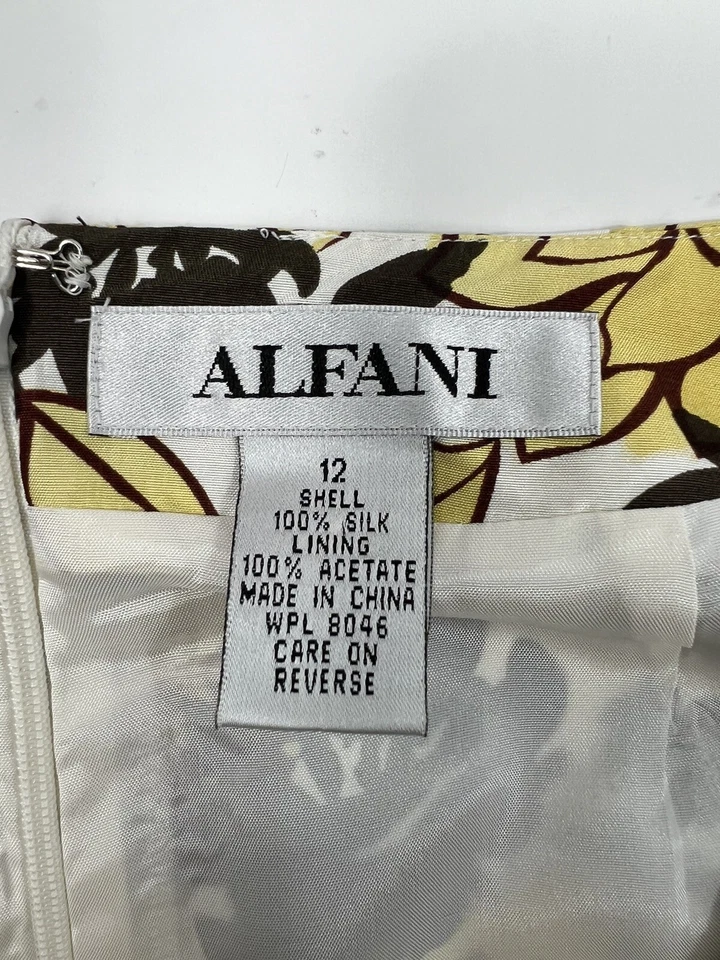 ALFANI
12
SHELL
100% SILK
LINING
100% ACETATE
MADE IN CHINA
WPL 8046
CARE ON
REVERSE